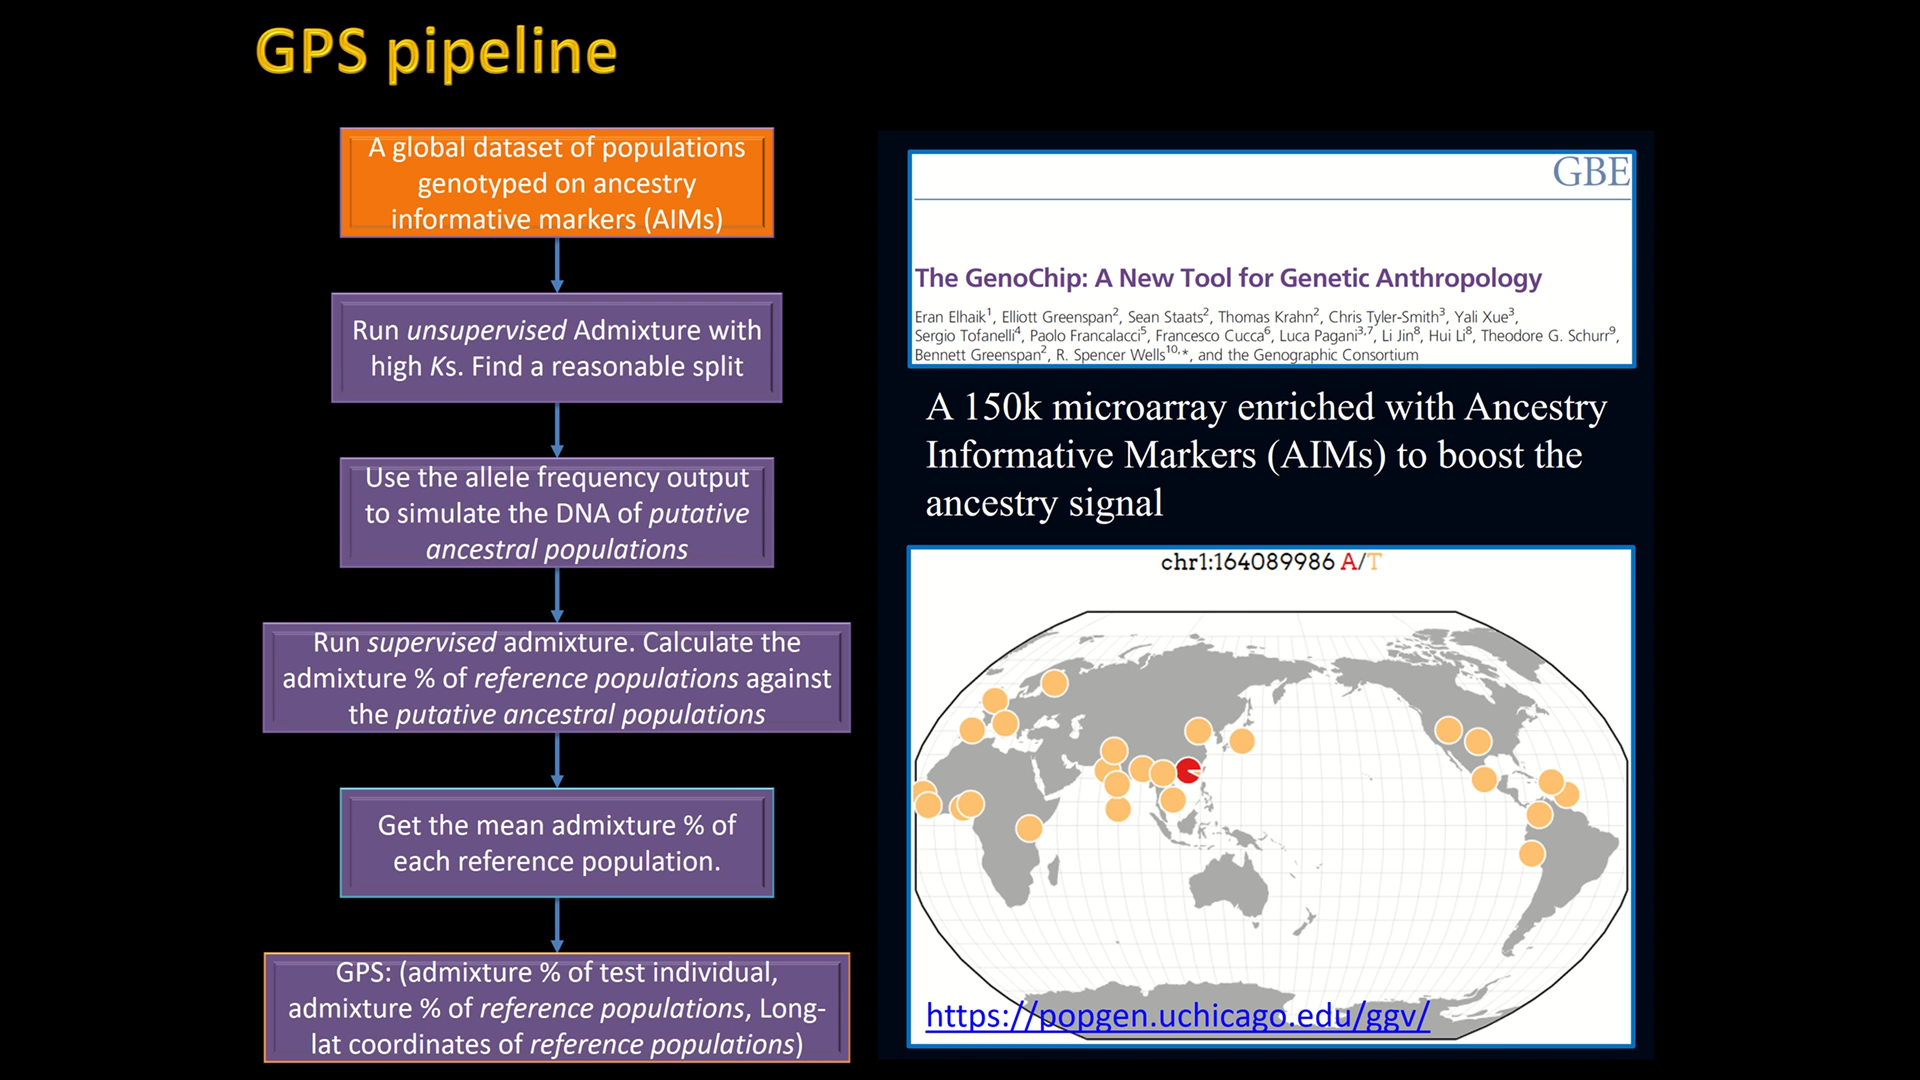 GPS pipeline
A global dataset of populations
genotyped on ancestry
informative markers (AIMs)
Run unsupervised Admixture with
high Ks. Find a reasonable split
Use the allele frequency output
to simulate the DNA of putative
ancestral populations
Run supervised admixture. Calculate the
admixture % of reference populations against
the putative ancestral populations
Get the mean admixture % of
each reference population.
GPS: (admixture % of test individual,
admixture % of reference populations, Long-
lat coordinates of reference populations)
GBE
The GenoChip: A New Tool for Genetic Anthropology
Eran Elhaik1, Elliott Greenspan2, Sean Staats2, Thomas Krahn2, Chris Tyler-Smith3, Yali Xue3,
Sergio Tofanelli4, Paolo Francalacci5, Francesco Cucca6, Luca Pagani3,7, Li Jin8, Hui Li8, Theodore G. Schurr9,
Bennett Greenspan2, R. Spencer Wells10,*, and the Genographic Consortium
A 150k microarray enriched with Ancestry
Informative Markers (AIMs) to boost the
ancestry signal
chr1:164089986 A/T
https://popgen.uchicago.edu/ggv/